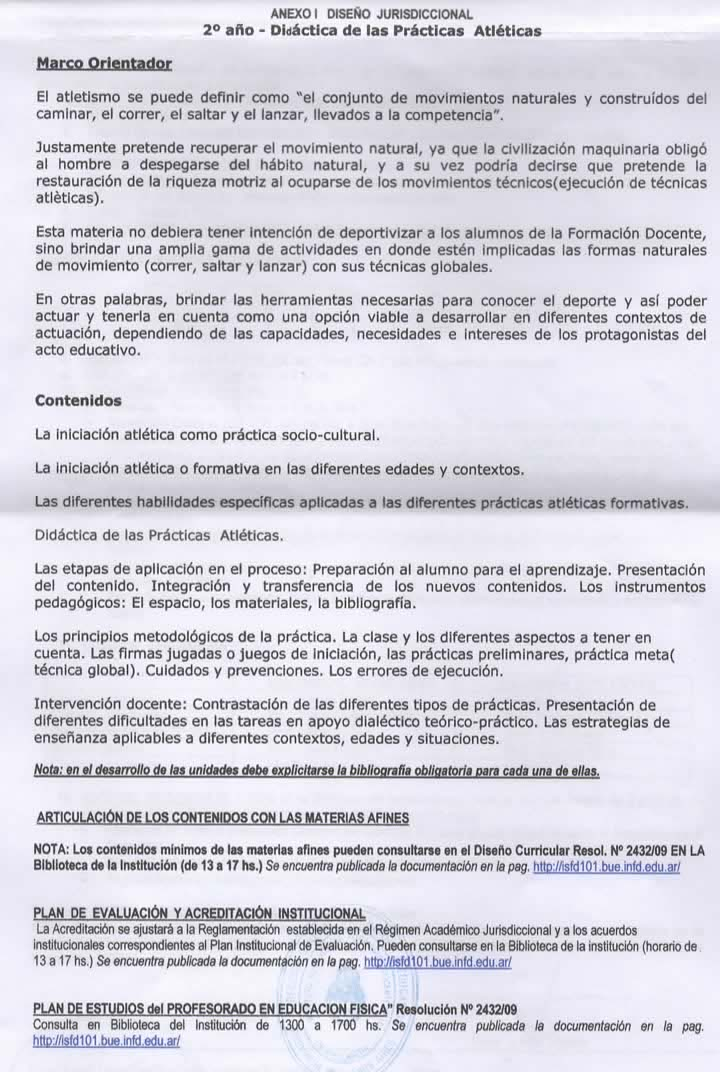 ANEXO I DISEÑO JURISDICCIONAL
2º año - Didáctica de las Prácticas Atléticas
Marco Orientador
El atletismo se puede definir como “el conjunto de movimientos naturales y construídos del
caminar, el correr, el saltar y el lanzar, llevados a la competencia”.
Justamente pretende recuperar el movimiento natural, ya que la civilización maquinaria obligó
al hombre a despegarse del hábito natural, y a su vez podría decirse que pretende la
restauración de la riqueza motriz al ocuparse de los movimientos técnicos(ejecución de técnicas
atlèticas).
Esta materia no debiera tener intención de deportivizar a los alumnos de la Formación Docente,
sino brindar una amplia gama de actividades en donde estén implicadas las formas naturales
de movimiento (correr, saltar y lanzar) con sus técnicas globales.
En otras palabras, brindar las herramientas necesarias para conocer el deporte y así poder
actuar y tenerla en cuenta como una opción viable a desarrollar en diferentes contextos de
actuación, dependiendo de las capacidades, necesidades e intereses de los protagonistas del
acto educativo.
Contenidos
La iniciación atlética como práctica socio-cultural.
La iniciación atlética o formativa en las diferentes edades y contextos.
Las diferentes habilidades específicas aplicadas a las diferentes prácticas atléticas formativas.
Didáctica de las Prácticas Atléticas.
Las etapas de aplicación en el proceso: Preparación al alumno para el aprendizaje. Presentación
del contenido. Integración y transferencia de los nuevos contenidos. Los instrumentos
pedagógicos: El espacio, los materiales, la bibliografía.
Los principios metodológicos de la práctica. La clase y los diferentes aspectos a tener en
cuenta. Las firmas jugadas o juegos de iniciación, las prácticas preliminares, práctica meta(
técnica global). Cuidados y prevenciones. Los errores de ejecución.
Intervención docente: Contrastación de las diferentes tipos de prácticas. Presentación de
diferentes dificultades en las tareas en apoyo dialéctico teórico-práctico. Las estrategias de
enseñanza aplicables a diferentes contextos, edades y situaciones.
Nota: en el desarrollo de las unidades debe explicitarse la bibliografía obligatoria para cada una de ellas.
ARTICULACIÓN DE LOS CONTENIDOS CON LAS MATERIAS AFINES
NOTA: Los contenidos mínimos de las materias afines pueden consultarse en el Diseño Curricular Resol. Nº 2432/09 EN LA
Biblioteca de la Institución (de 13 a 17 hs.) Se encuentra publicada la documentación en la pag. http://isfd101.bue.infd.edu.ar/
PLAN DE EVALUACIÓN Y ACREDITACIÓN INSTITUCIONAL
La Acreditación se ajustará a la Reglamentación establecida en el Régimen Académico Jurisdiccional y a los acuerdos
institucionales correspondientes al Plan Institucional de Evaluación. Pueden consultarse en la Biblioteca de la institución (horario de
13 a 17 hs.) Se encuentra publicada la documentación en la pag. http://isfd101.bue.infd.edu.ar/
PLAN DE ESTUDIOS del PROFESORADO EN EDUCACION FISICA” Resolución Nº 2432/09
Consulta en Biblioteca del Institución de 1300 a 1700 hs. Se encuentra publicada la documentación en la pag.
http://isfd101.bue.infd.edu.ar/